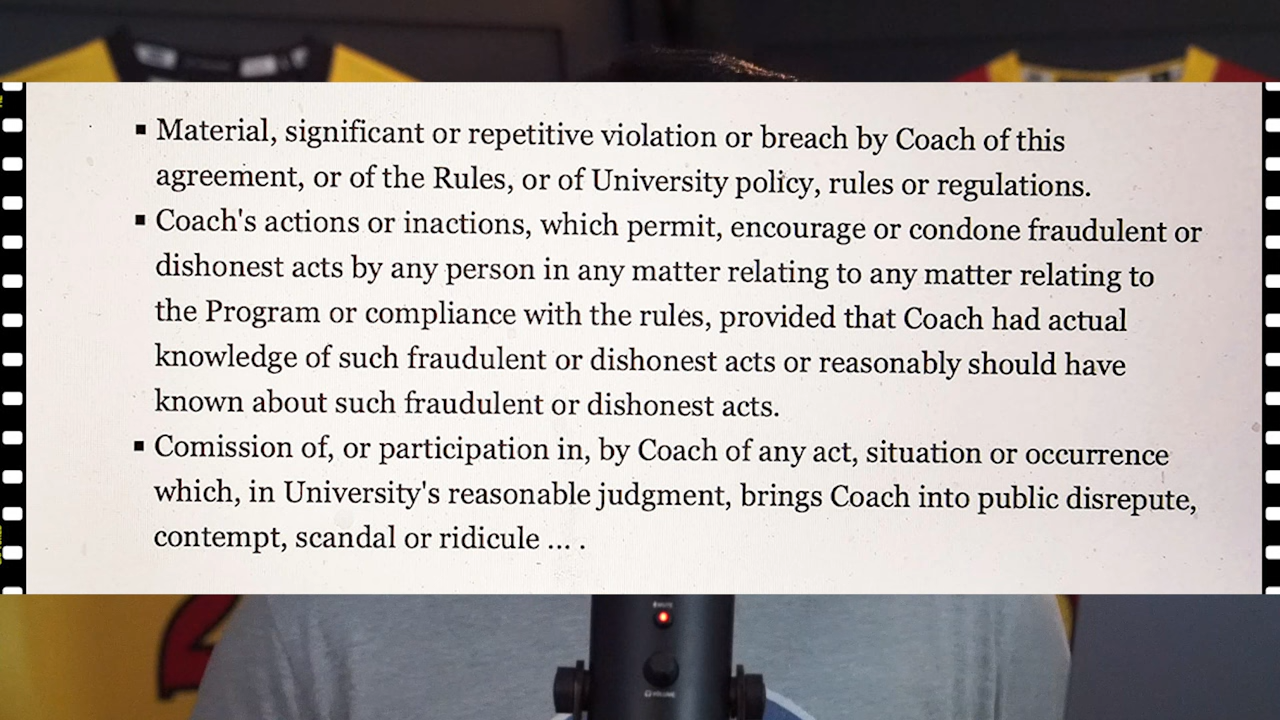 ▪ Material, significant or repetitive violation or breach by Coach of this
agreement, or of the Rules, or of University policy, rules or regulations.
▪ Coach's actions or inactions, which permit, encourage or condone fraudulent or
dishonest acts by any person in any matter relating to any matter relating to
the Program or compliance with the rules, provided that Coach had actual
knowledge of such fraudulent or dishonest acts or reasonably should have
known about such fraudulent or dishonest acts.
▪ Comission of, or participation in, by Coach of any act, situation or occurrence
which, in University's reasonable judgment, brings Coach into public disrepute,
contempt, scandal or ridicule ... .
VOLUME